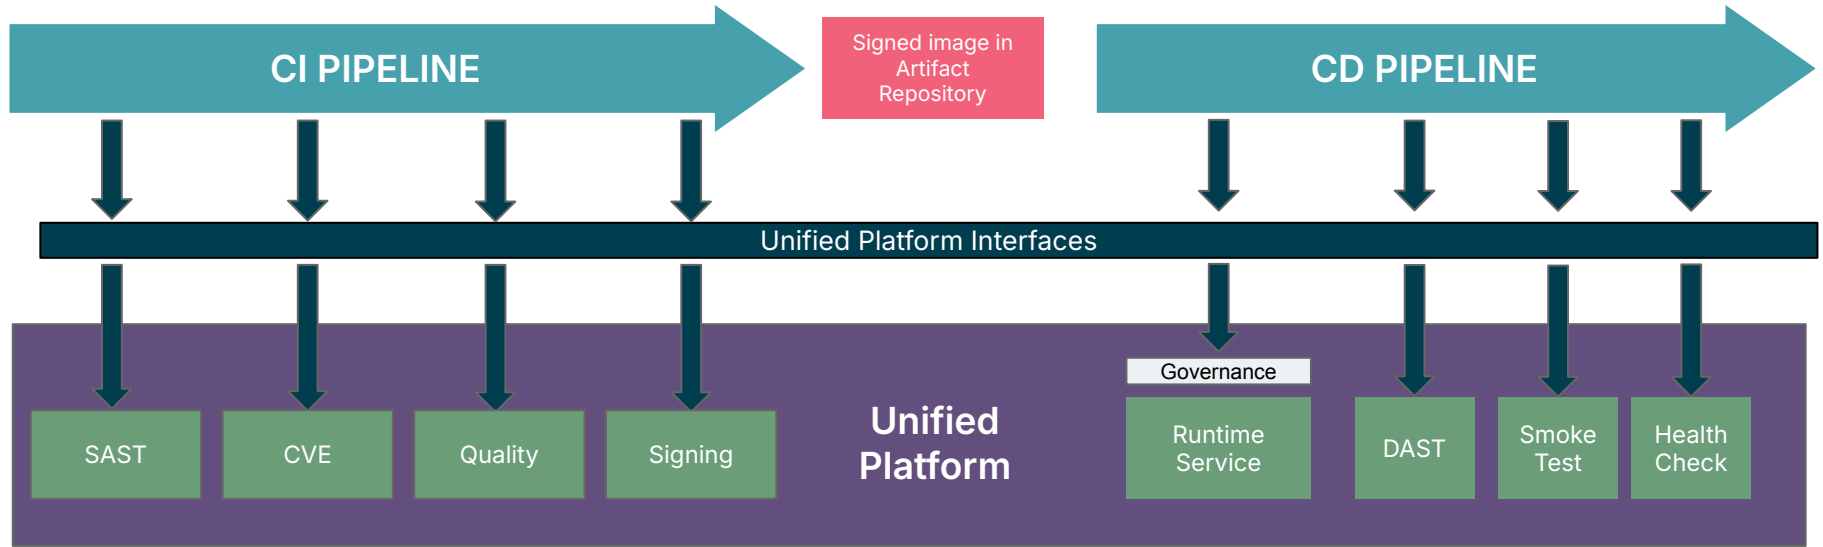 CI PIPELINE
Signed image in
Artifact
Repository
CD PIPELINE
Unified Platform Interfaces
Governance
SAST
CVE
Quality
Signing
Unified
Platform
Runtime
Service
DAST
Smoke
Test
Health
Check